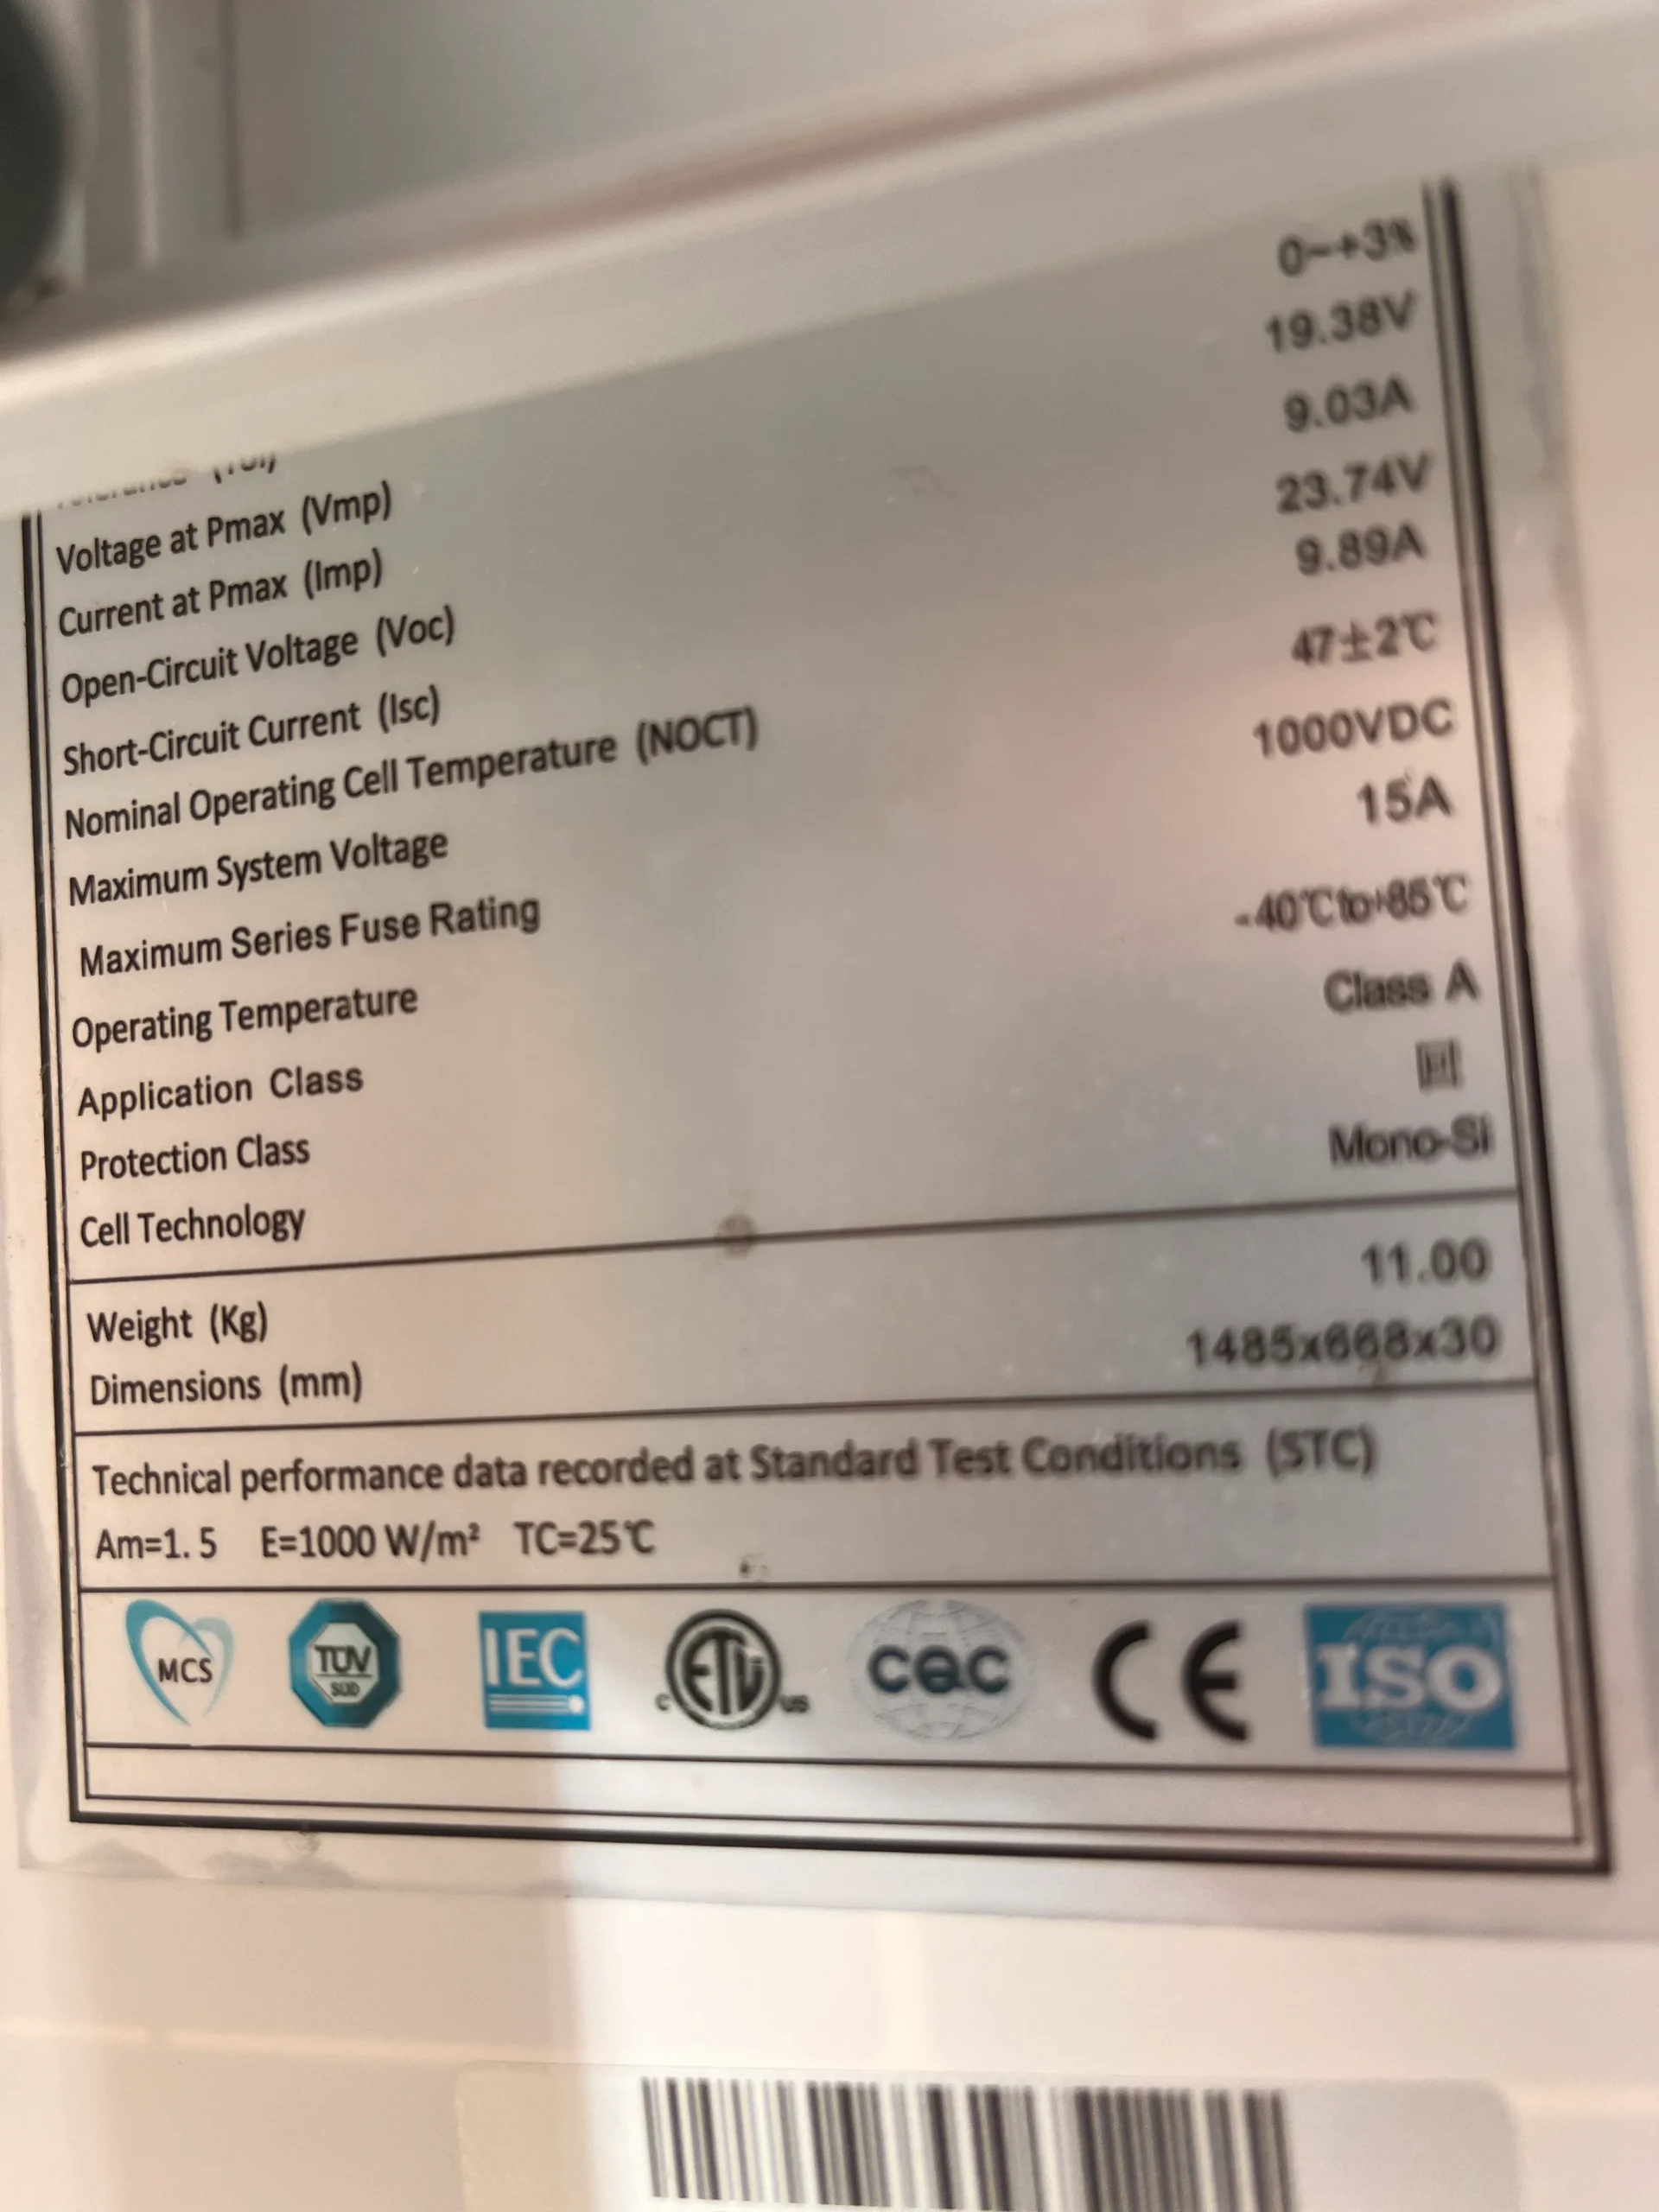 0~+3%
Voltage at Pmax (Vmp) 19.38V
Current at Pmax (Imp) 9.03A
Open-Circuit Voltage (Voc) 23.74V
Short-Circuit Current (Isc) 9.89A
Nominal Operating Cell Temperature (NOCT) 47±2℃
Maximum System Voltage 1000VDC
Maximum Series Fuse Rating 15A
Operating Temperature -40℃to+85℃
Application Class Class A
Protection Class
Cell Technology Mono-Si
Weight (Kg) 11.00
Dimensions (mm) 1485x668x30
Technical performance data recorded at Standard Test Conditions (STC)
Am=1.5 E=1000 W/m² TC=25℃
MCS TÜV SÜD IEC c ETL us cec CE ISO